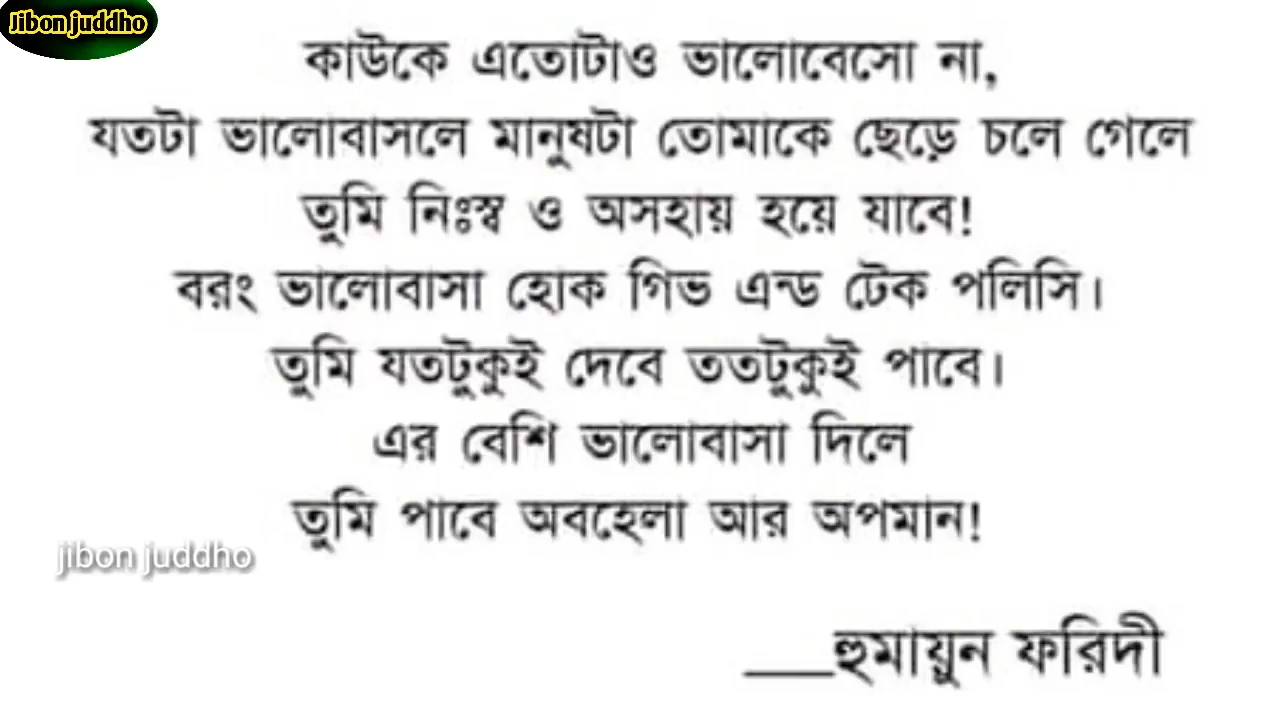 Jibon juddho
কাউকে এতোটাও ভালোবেসো না,
যতটা ভালোবাসলে মানুষটা তোমাকে ছেড়ে চলে গেলে
তুমি নিঃস্ব ও অসহায় হয়ে যাবে!
বরং ভালোবাসা হোক গিভ এন্ড টেক পলিসি।
তুমি যতটুকুই দেবে ততটুকুই পাবে।
এর বেশি ভালোবাসা দিলে
তুমি পাবে অবহেলা আর অপমান!
jibon juddho
___হুমায়ুন ফরিদী